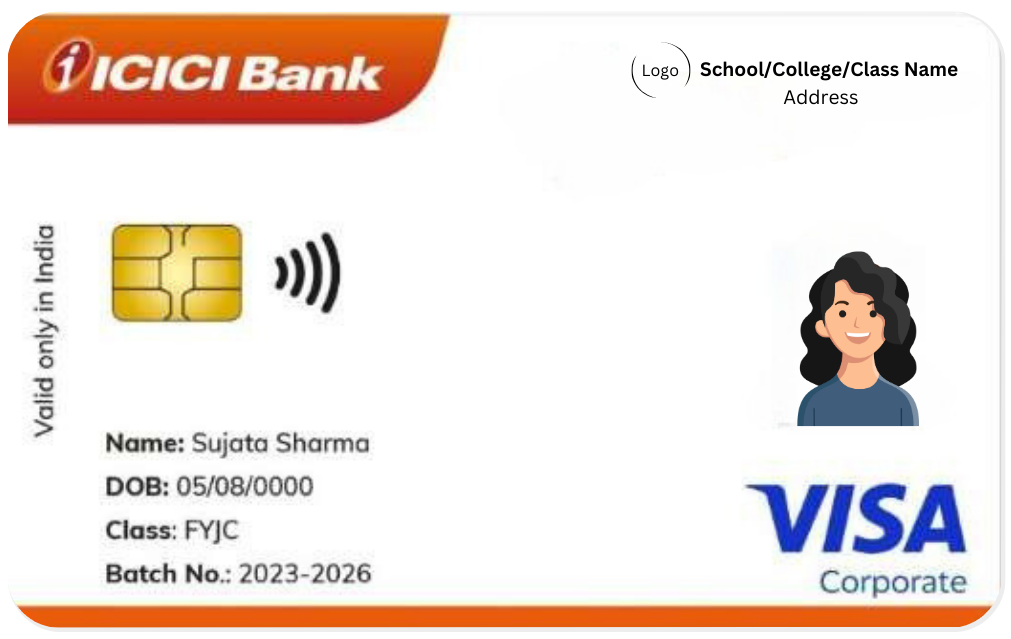 ICICI Bank
Logo
School/College/Class Name
Address
Valid only in India
Name: Sujata Sharma
DOB: 05/08/0000
Class: FYJC
Batch No.: 2023-2026
VISA
Corporate